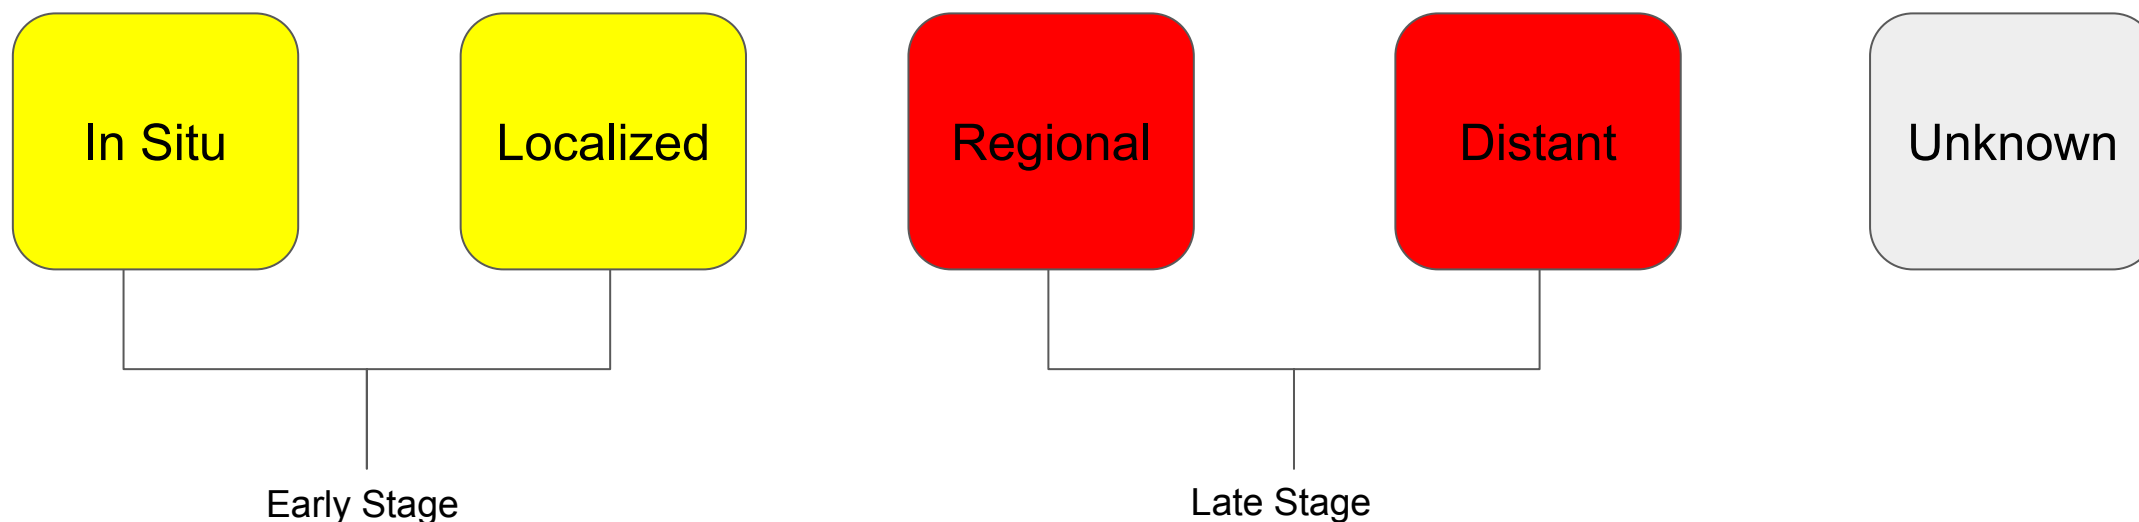 In Situ
Localized
Regional
Distant
Unknown
Early Stage
Late Stage